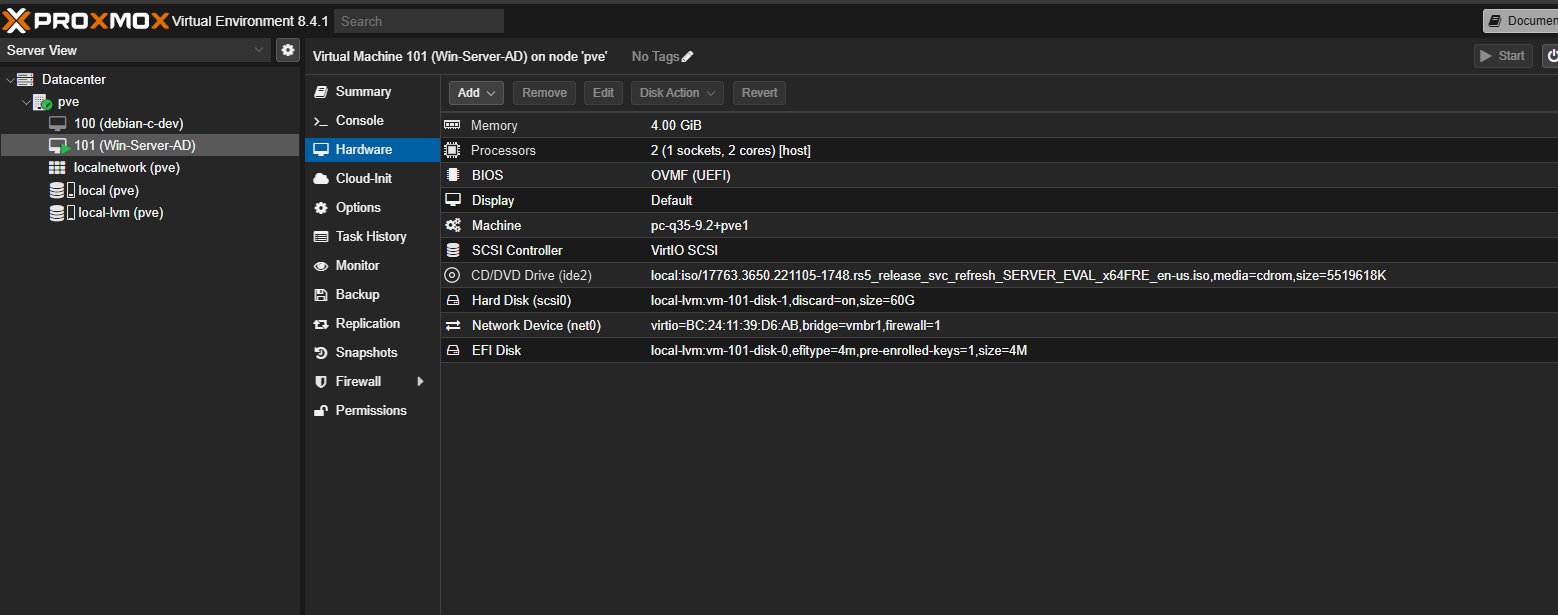 PROXMOX Virtual Environment 8.4.1 Search
Server View
Datacenter
pve
100 (debian-c-dev)
101 (Win-Server-AD)
localnetwork (pve)
local (pve)
local-lvm (pve)
Virtual Machine 101 (Win-Server-AD) on node 'pve' No Tags Start
Summary
Console
Hardware
Cloud-Init
Options
Task History
Monitor
Backup
Replication
Snapshots
Firewall
Permissions
Add Remove Edit Disk Action Revert
Memory 4.00 GiB
Processors 2 (1 sockets, 2 cores) [host]
BIOS OVMF (UEFI)
Display Default
Machine pc-q35-9.2+pve1
SCSI Controller VirtIO SCSI
CD/DVD Drive (ide2) local:iso/17763.3650.221105-1748.rs5_release_svc_refresh_SERVER_EVAL_x64FRE_en-us.iso,media=cdrom,size=5519618K
Hard Disk (scsi0) local-lvm:vm-101-disk-1,discard=on,size=60G
Network Device (net0) virtio=BC:24:11:39:D6:AB,bridge=vmbr1,firewall=1
EFI Disk local-lvm:vm-101-disk-0,efitype=4m,pre-enrolled-keys=1,size=4M